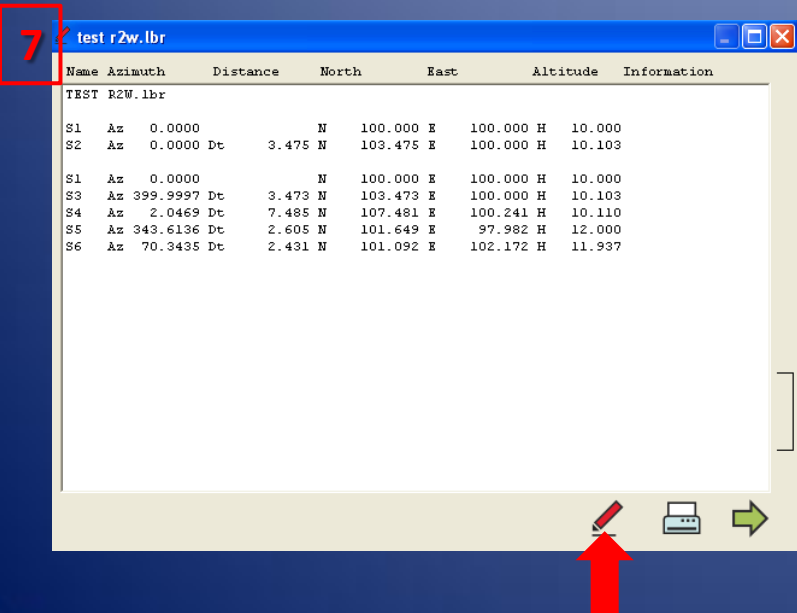 7
test r2w.lbr
Name Azimuth Distance North East Altitude Information
TEST R2W.lbr
S1 Az 0.0000 N 100.000 E 100.000 H 10.000
S2 Az 0.0000 Dt 3.475 N 103.475 E 100.000 H 10.103
S1 Az 0.0000 N 100.000 E 100.000 H 10.000
S3 Az 399.9997 Dt 3.473 N 103.473 E 100.000 H 10.103
S4 Az 2.0469 Dt 7.485 N 107.481 E 100.241 H 10.110
S5 Az 343.6136 Dt 2.605 N 101.649 E 97.982 H 12.000
S6 Az 70.3435 Dt 2.431 N 101.092 E 102.172 H 11.937